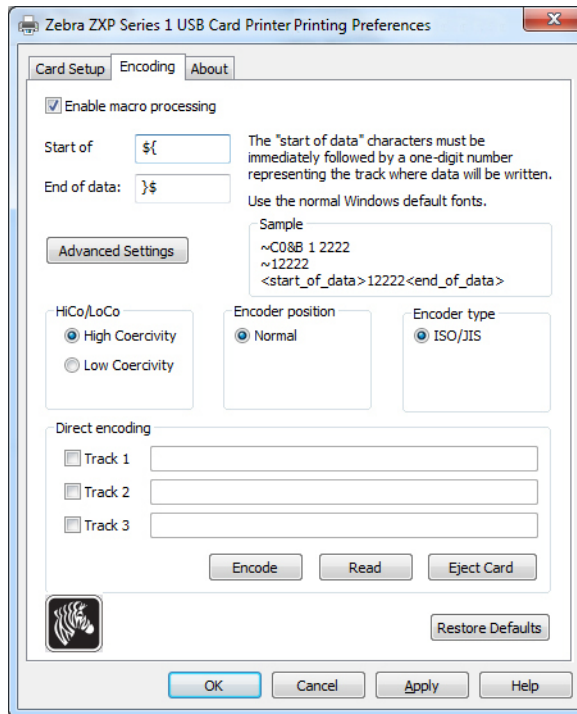 Zebra ZXP Series 1 USB Card Printer Printing Preferences
Card Setup Encoding About
Enable macro processing
Start of ${
End of data: }$
The "start of data" characters must be
immediately followed by a one-digit number
representing the track where data will be written.
Use the normal Windows default fonts.
Advanced Settings
Sample
~C0&B 1 2222
~12222
<start_of_data>12222<end_of_data>
HiCo/LoCo
High Coercivity
Low Coercivity
Encoder position
Normal
Encoder type
ISO/JIS
Direct encoding
Track 1
Track 2
Track 3
Encode Read Eject Card
Restore Defaults
OK Cancel Apply Help